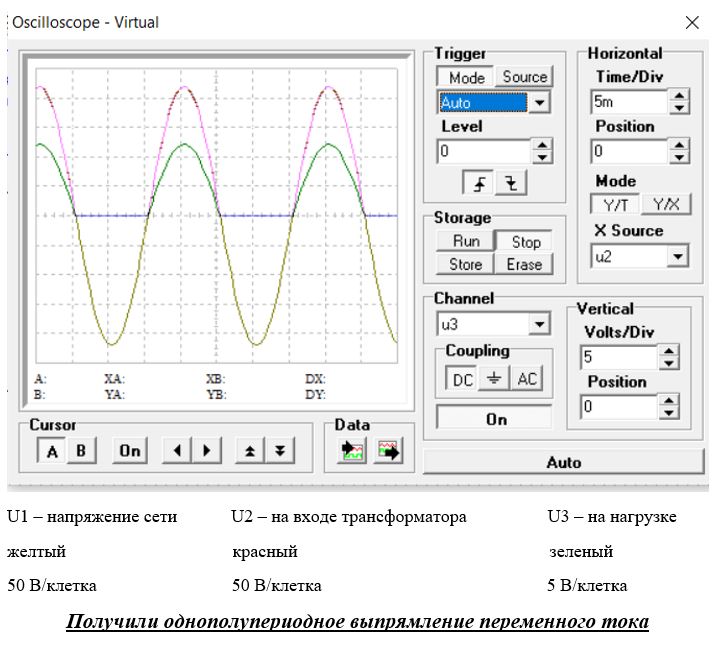 Oscilloscope - Virtual
Trigger
Mode Source
Auto
Level
0
Horizontal
Time/Div
5m
Position
0
Mode
Y/T Y/X
X Source
u2
Storage
Run Stop
Store Erase
Channel
u3
Coupling
DC AC
On
Vertical
Volts/Div
5
Position
0
A: XA: XB: DX:
B: YA: YB: DY:
Cursor
A B On
Data
Auto
U1 – напряжение сети U2 – на входе трансформатора U3 – на нагрузке
желтый красный зеленый
50 В/клетка 50 В/клетка 5 В/клетка
Получили однополупериодное выпрямление переменного тока